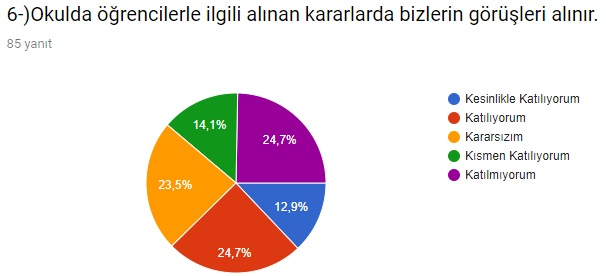 6-)Okulda öğrencilerle ilgili alınan kararlarda bizlerin görüşleri alınır.
85 yanıt
Kesinlikle Katılıyorum
Katılıyorum
Kararsızım
Kısmen Katılıyorum
Katılmıyorum
14,1%
24,7%
23,5%
12,9%
24,7%